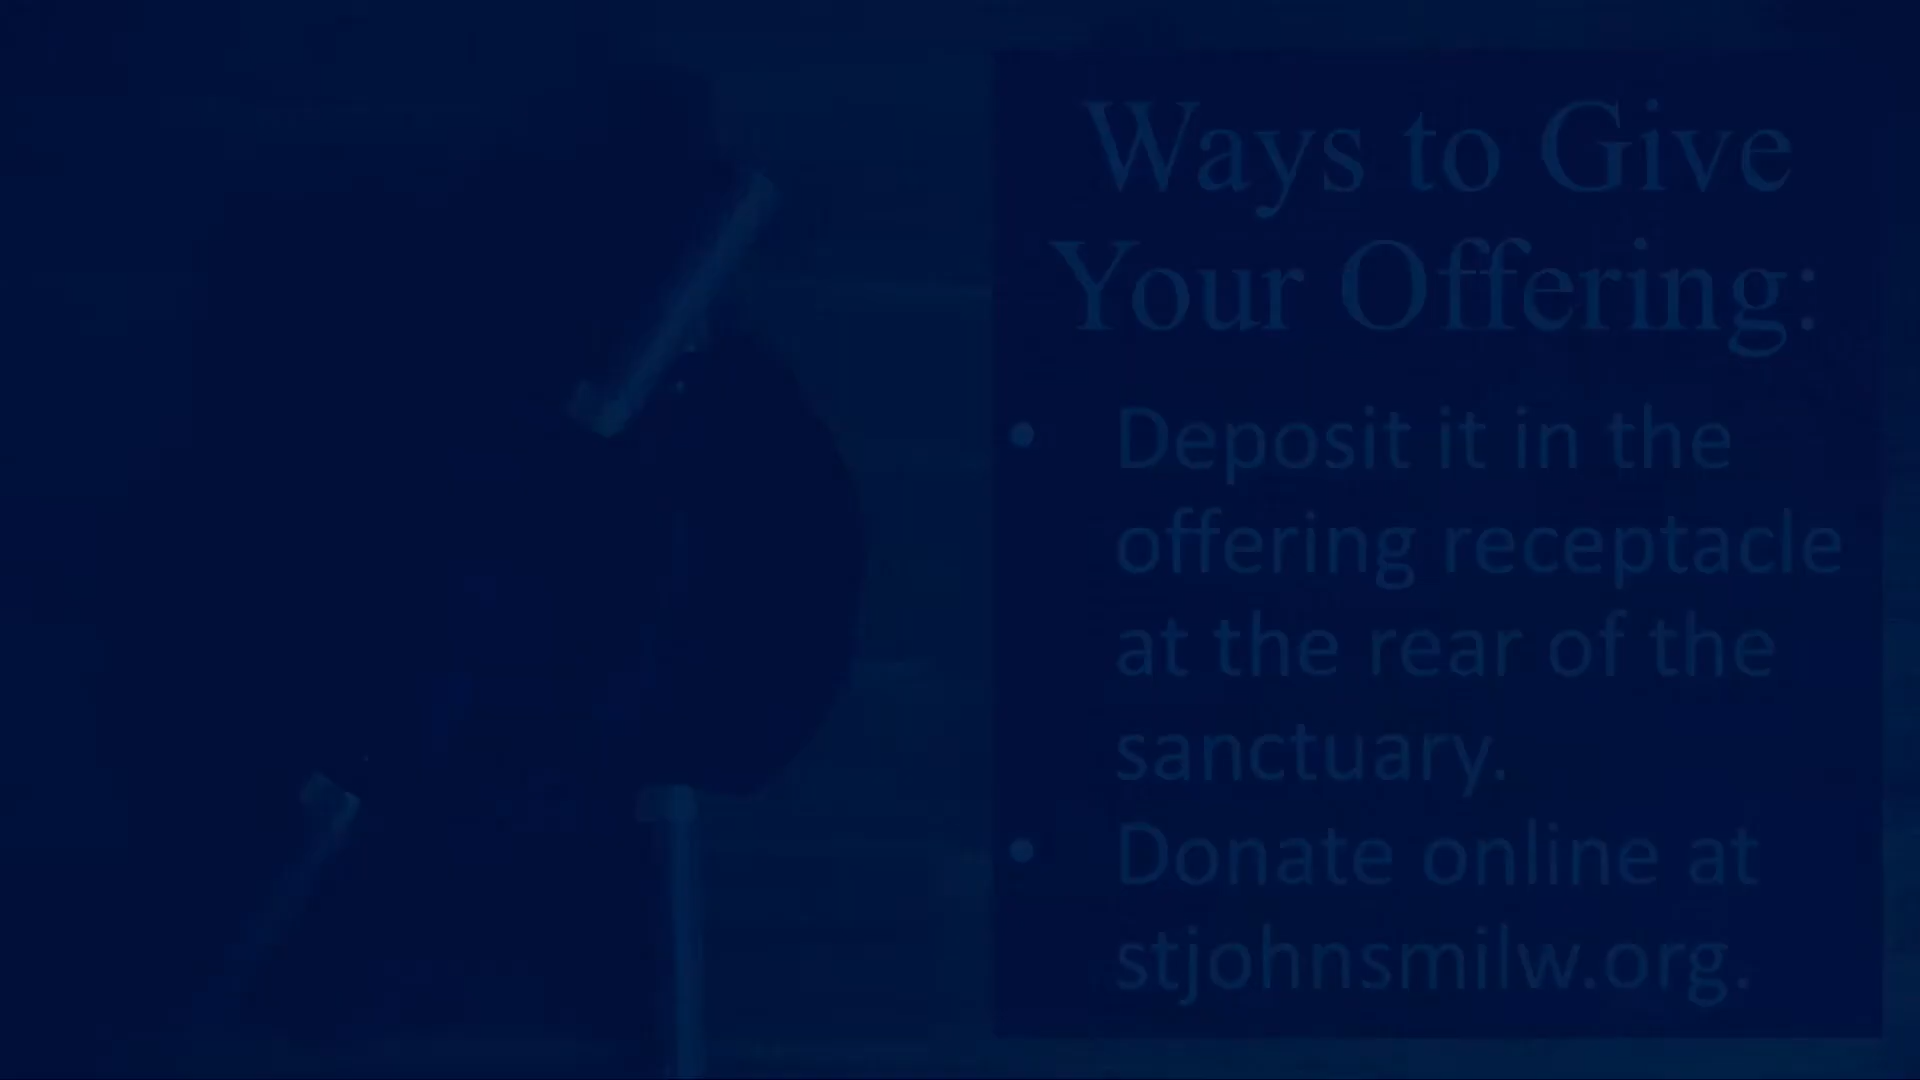 Ways to Give
Your Offering:
• Deposit it in the
offering receptacle
at the rear of the
sanctuary.
• Donate online at
stjohnsmilw.org.